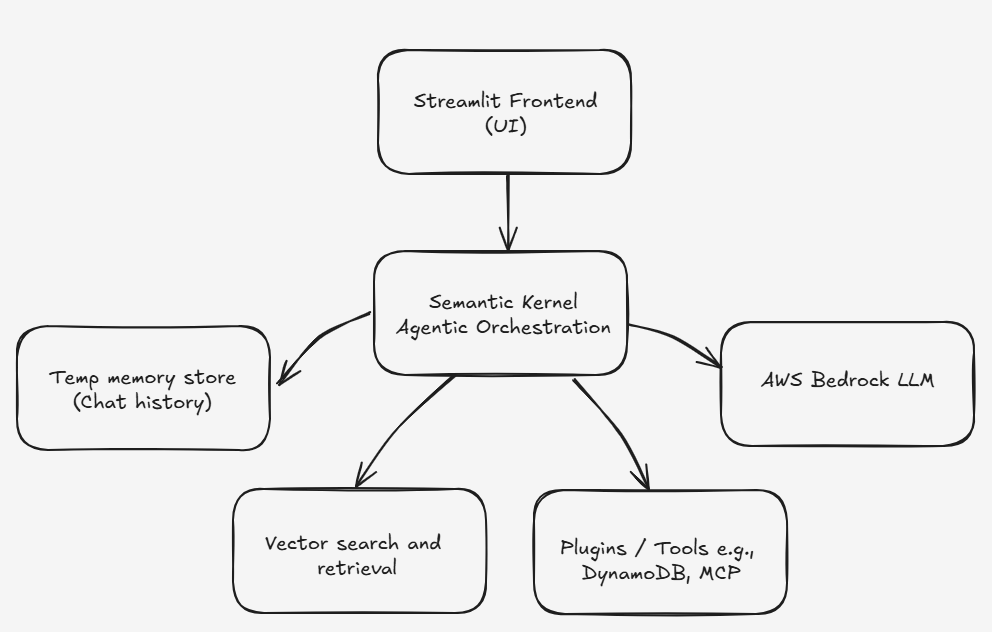 Streamlit Frontend
(UI)
Semantic Kernel
Agentic Orchestration
Temp memory store
(Chat history)
AWS Bedrock LLM
Vector search and
retrieval
Plugins / Tools e.g.,
DynamoDB, MCP